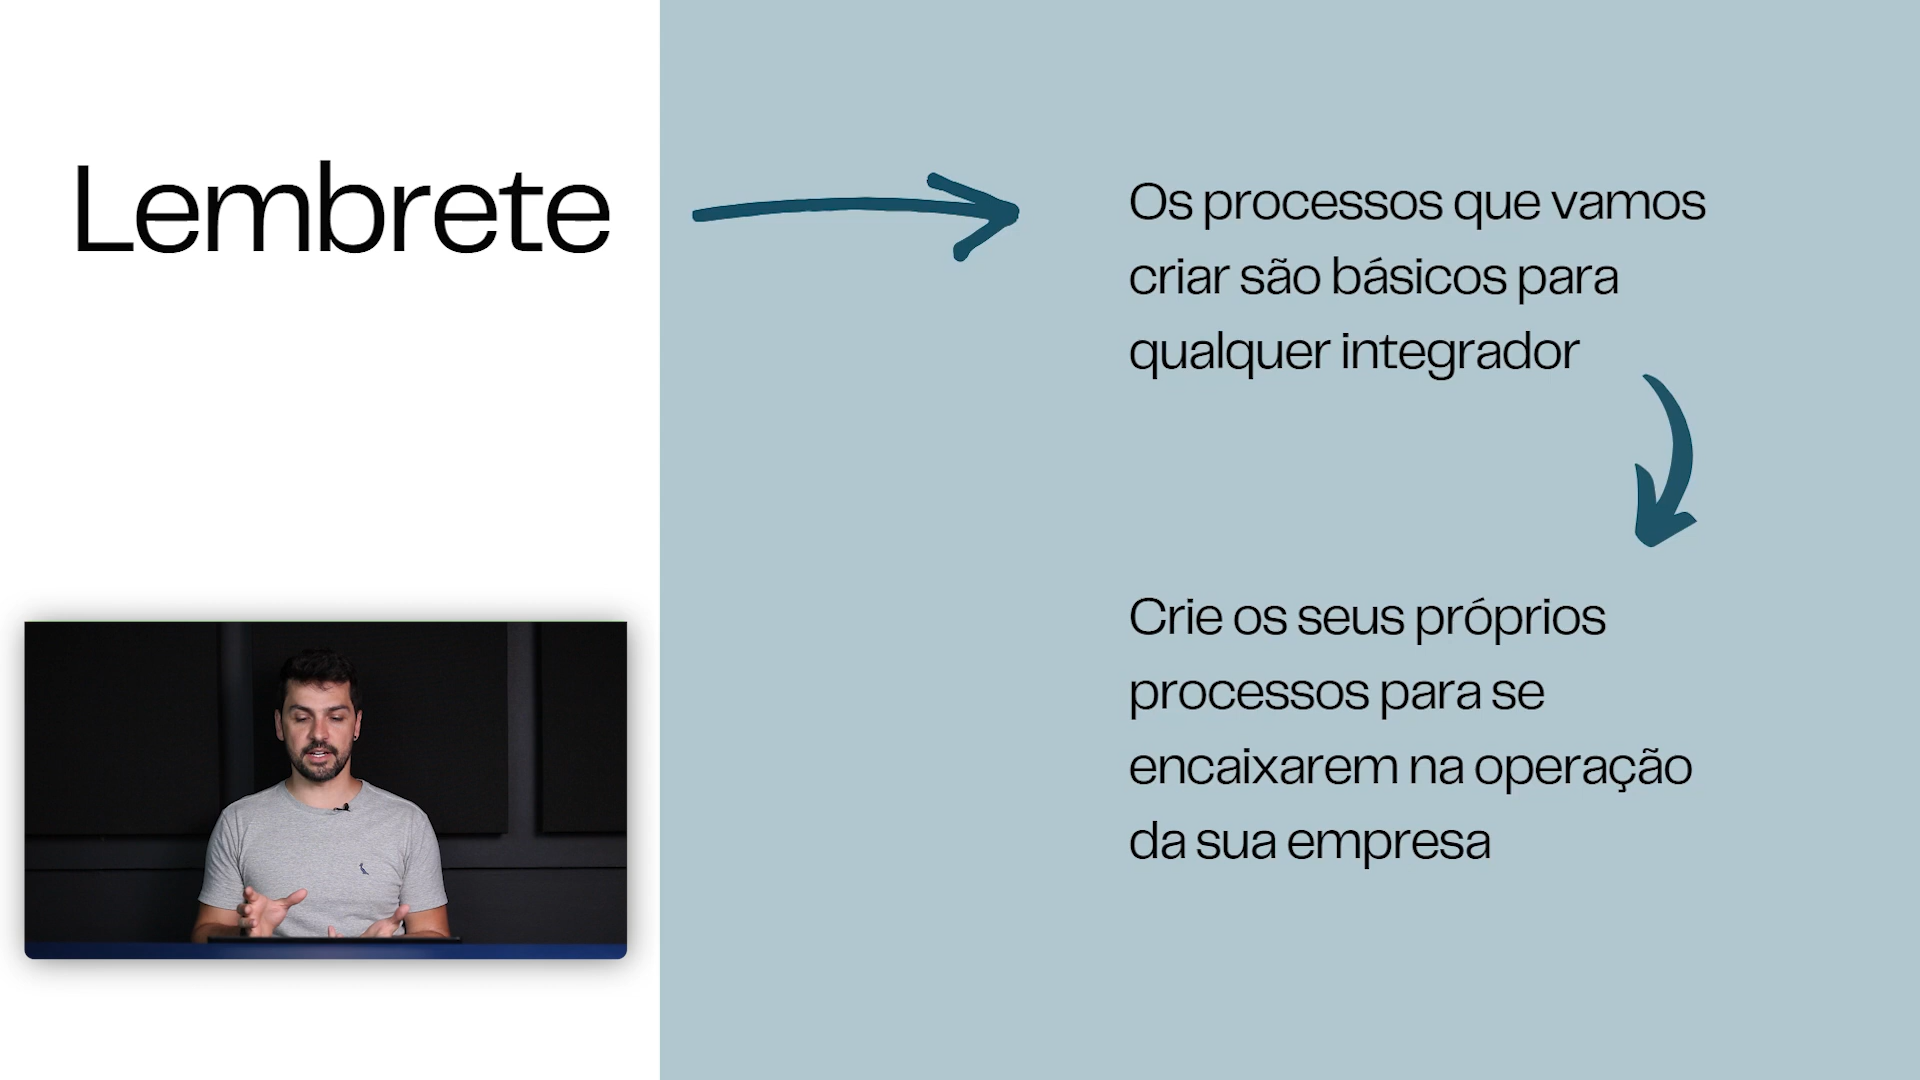 Lembrete
Os processos que vamos
criar são básicos para
qualquer integrador
Crie os seus próprios
processos para se
encaixarem na operação
da sua empresa